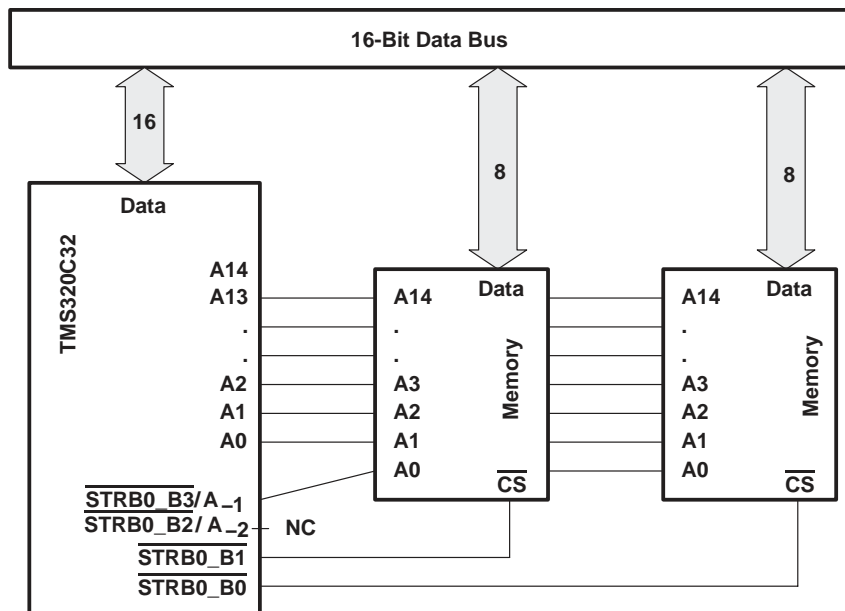 16-Bit Data Bus
16
8
8
Data
TMS320C32
A14
A13
.
.
A2
A1
A0
STRB0_B3/A–1
STRB0_B2/A–2
NC
STRB0_B1
STRB0_B0
Data
Memory
A14
.
.
A3
A2
A1
A0
CS
Data
Memory
A14
.
.
A3
A2
A1
A0
CS